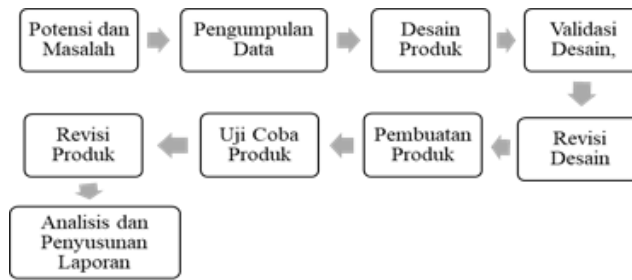 Potensi dan
Masalah
Pengumpulan
Data
Desain
Produk
Validasi
Desain,
Revisi
Desain
Pembuatan
Produk
Uji Coba
Produk
Revisi
Produk
Analisis dan
Penyusunan
Laporan